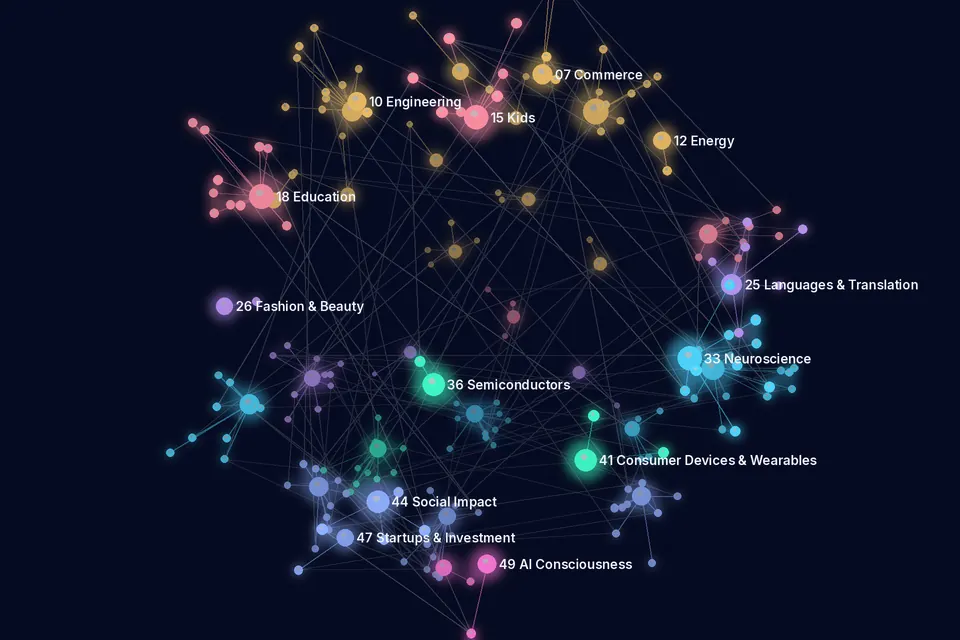 07 Commerce
10 Engineering
15 Kids
12 Energy
18 Education
25 Languages & Translation
26 Fashion & Beauty
33 Neuroscience
36 Semiconductors
41 Consumer Devices & Wearables
44 Social Impact
47 Startups & Investment
49 AI Consciousness